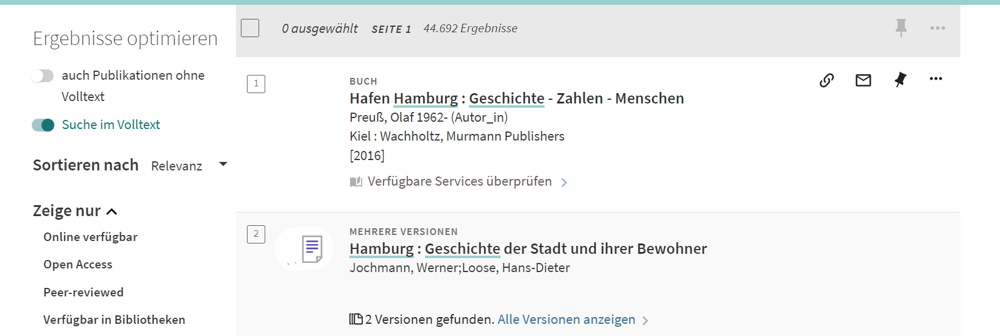 Ergebnisse optimieren
auch Publikationen ohne
Volltext
Suche im Volltext
Sortieren nach Relevanz
Zeige nur
Online verfügbar
Open Access
Peer-reviewed
Verfügbar in Bibliotheken
0 ausgewählt SEITE 1 44.692 Ergebnisse
1
BUCH
Hafen Hamburg : Geschichte - Zahlen - Menschen
Preuß, Olaf 1962- (Autor_in)
Kiel : Wachholtz, Murmann Publishers
[2016]
Verfügbare Services überprüfen
2
MEHRERE VERSIONEN
Hamburg : Geschichte der Stadt und ihrer Bewohner
Jochmann, Werner;Loose, Hans-Dieter
2 Versionen gefunden. Alle Versionen anzeigen